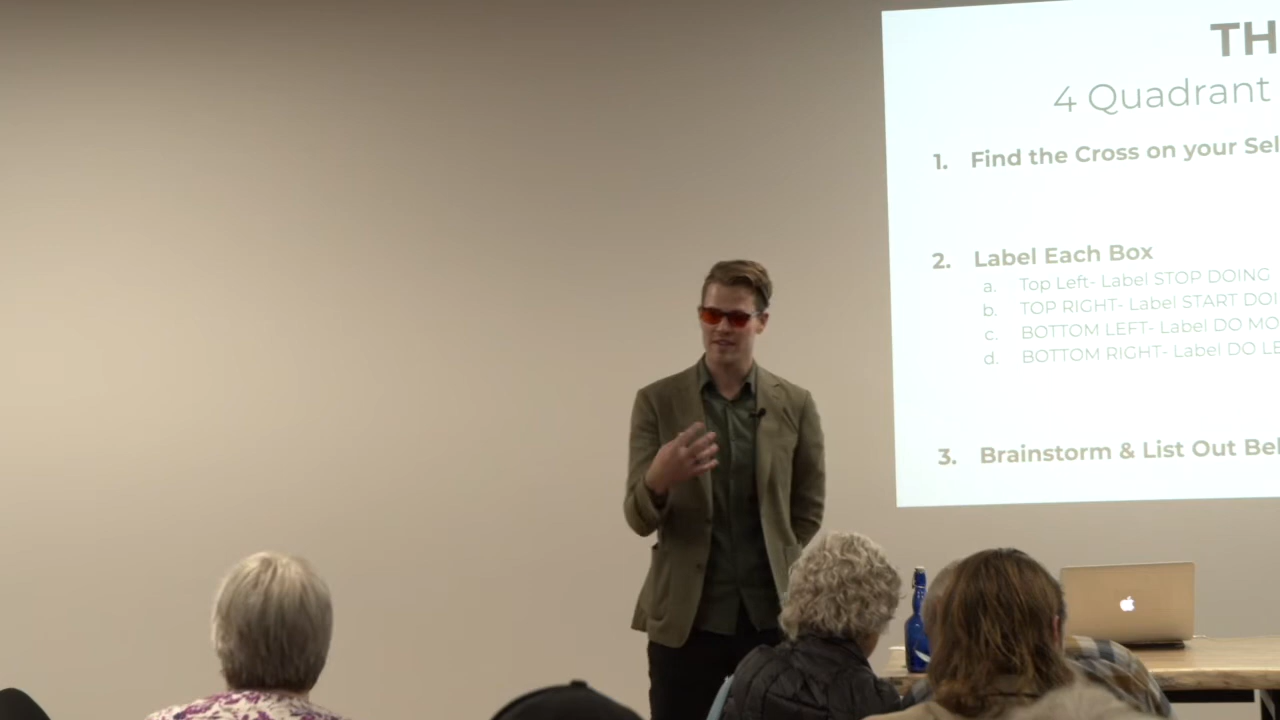 TH
4 Quadrant
1. Find the Cross on your Sel
2. Label Each Box
a. Top Left- Label STOP DOING
b. TOP RIGHT- Label START DOI
c. BOTTOM LEFT- Label DO MO
d. BOTTOM RIGHT- Label DO LE
3. Brainstorm & List Out Beh